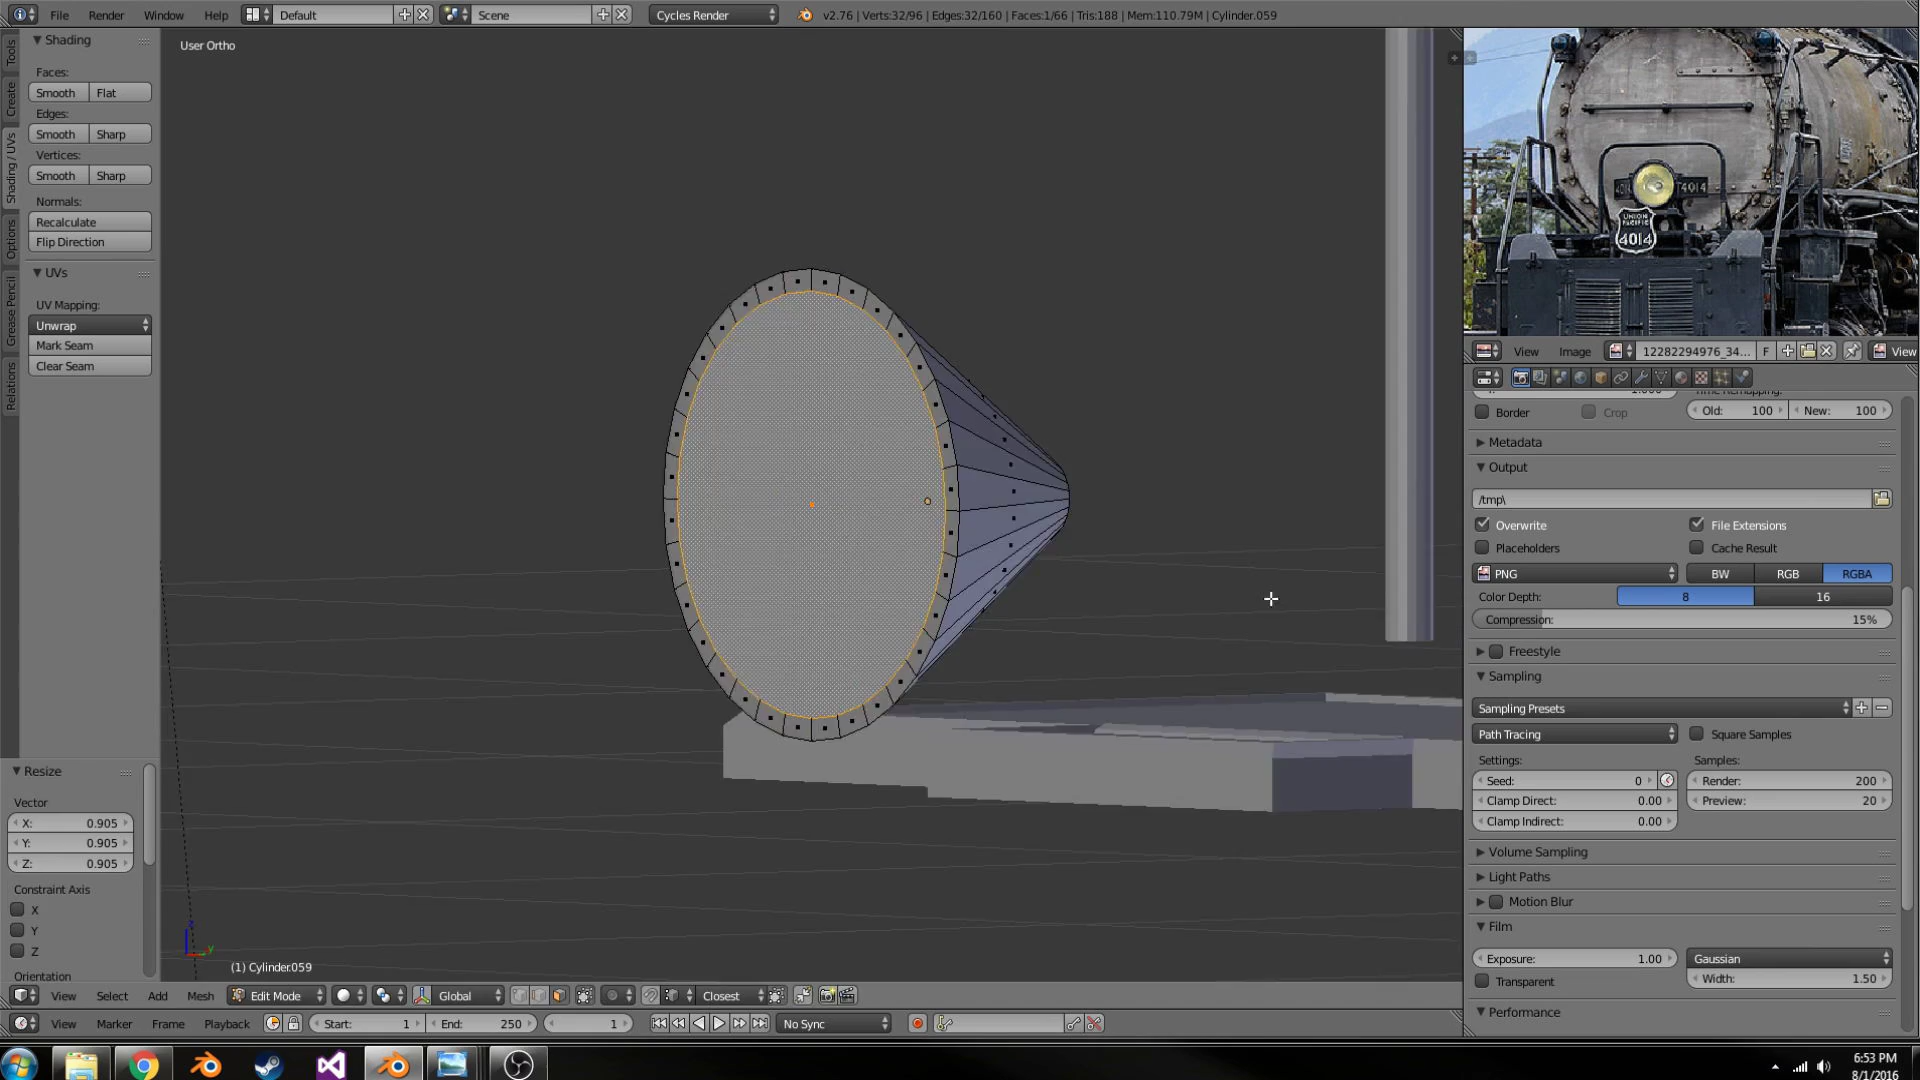 File Render Window Help Default Scene Cycles Render v2.76 | Verts:32/96 | Edges:32/160 | Faces:1/66 | Tris:188 | Mem:110.79M | Cylinder.059
Tools
Create
Shading / UVs
Options
Grease Pencil
Relations
Shading
Faces:
Smooth Flat
Edges:
Smooth Sharp
Vertices:
Smooth Sharp
Normals:
Recalculate
Flip Direction
UVs
UV Mapping:
Unwrap
Mark Seam
Clear Seam
Resize
Vector
X: 0.905
Y: 0.905
Z: 0.905
Constraint Axis
X
Y
Z
Orientation
User Ortho
z
y
(1) Cylinder.059
View Select Add Mesh Edit Mode Global Closest
View Marker Frame Playback Start: 1 End: 250 1 No Sync
4014
UNION
PACIFIC
4014
View Image 12282294976_34... F View
Time Remapping:
Border Crop Old: 100 New: 100
Metadata
Output
/tmp\
Overwrite File Extensions
Placeholders Cache Result
PNG BW RGB RGBA
Color Depth: 8 16
Compression: 15%
Freestyle
Sampling
Sampling Presets
Path Tracing Square Samples
Settings: Samples:
Seed: 0 Render: 200
Clamp Direct: 0.00 Preview: 20
Clamp Indirect: 0.00
Volume Sampling
Light Paths
Motion Blur
Film
Exposure: 1.00 Gaussian
Transparent Width: 1.50
Performance
6:53 PM
8/1/2016